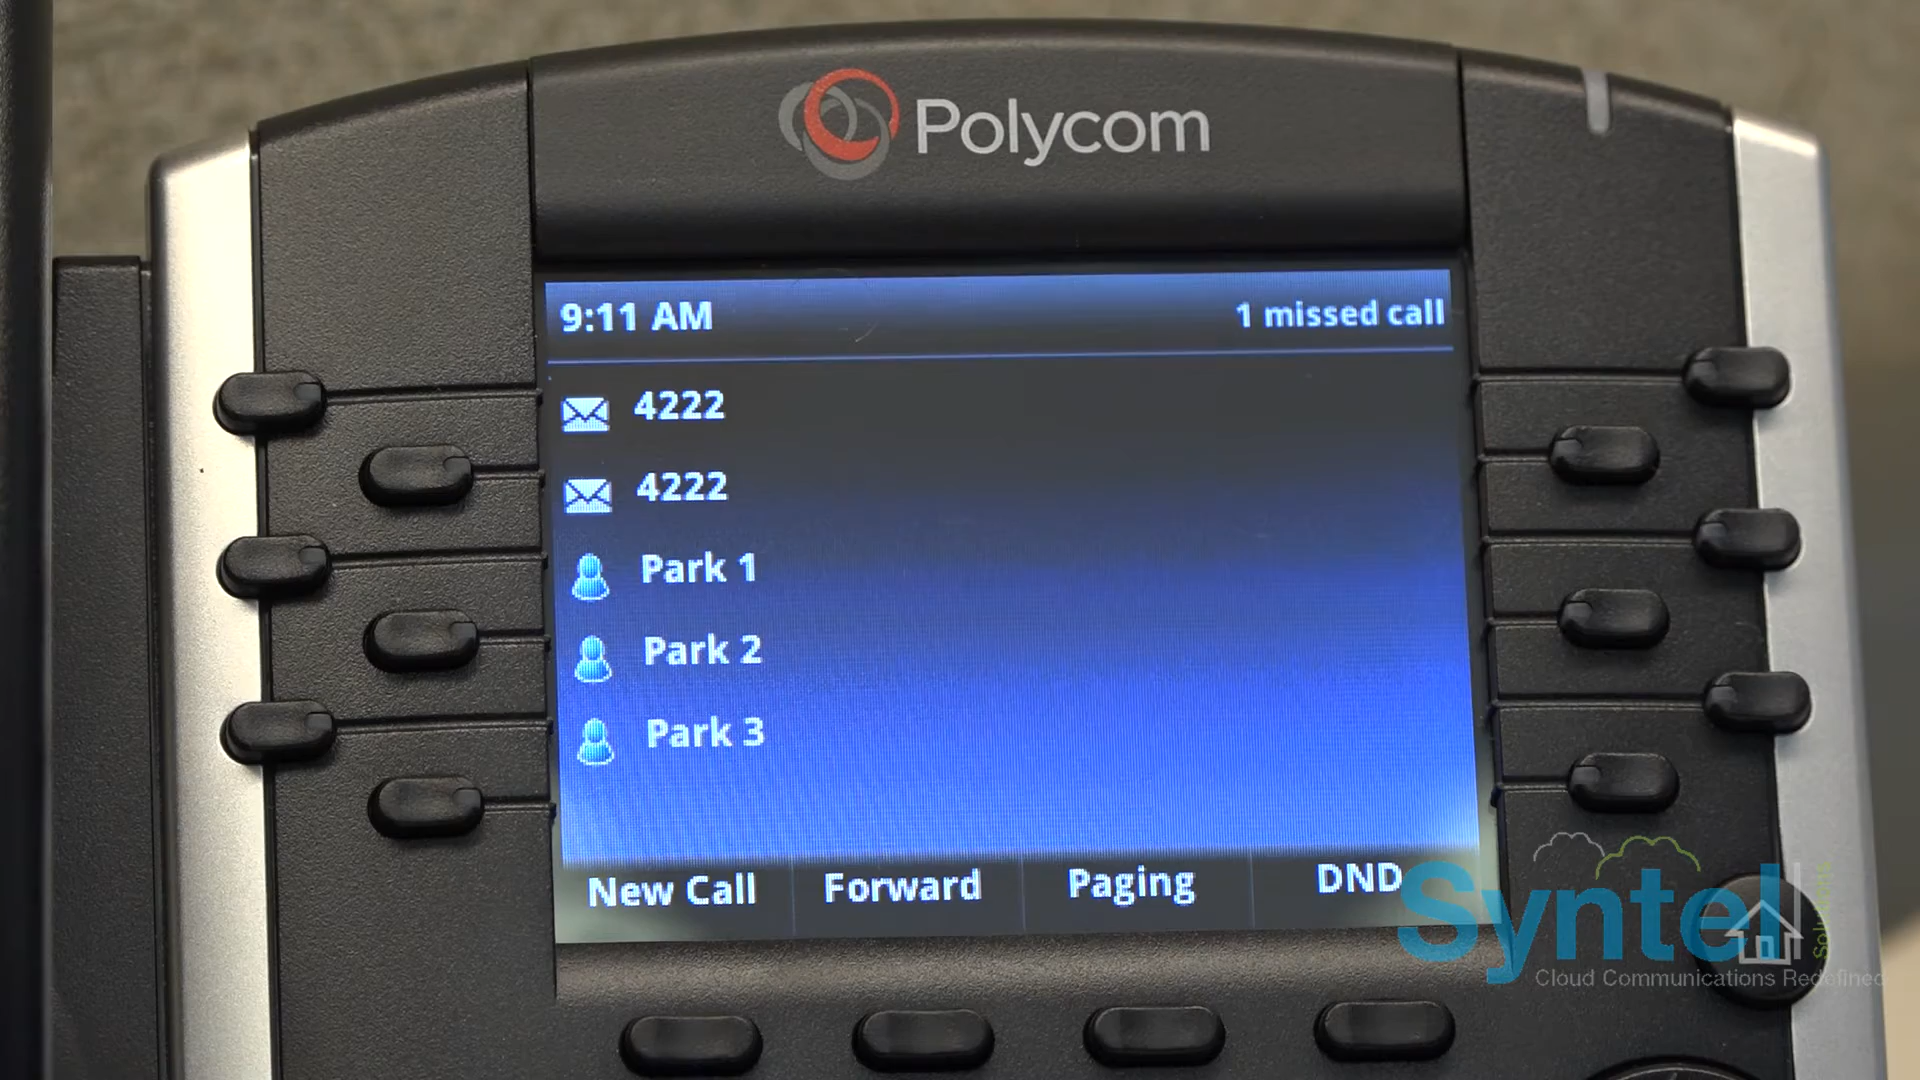 Polycom
9:11 AM
1 missed call
4222
4222
Park 1
Park 2
Park 3
New Call
Forward
Paging
DND
Syntel
Solutions
Cloud Communications Redefined